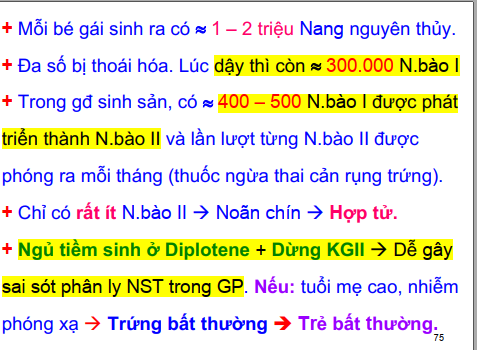 + Mỗi bé gái sinh ra có ≈ 1 – 2 triệu Nang nguyên thủy.
+ Đa số bị thoái hóa. Lúc dậy thì còn ≈ 300.000 N.bào I
+ Trong gđ sinh sản, có ≈ 400 – 500 N.bào I được phát
triển thành N.bào II và lần lượt từng N.bào II được
phóng ra mỗi tháng (thuốc ngừa thai cản rụng trứng).
+ Chỉ có rất ít N.bào II → Noãn chín → Hợp tử.
+ Ngủ tiềm sinh ở Diplotene + Dừng KGII → Dễ gây
sai sót phân ly NST trong GP. Nếu: tuổi mẹ cao, nhiễm
phóng xạ → Trứng bất thường ➔ Trẻ bất thường.
75